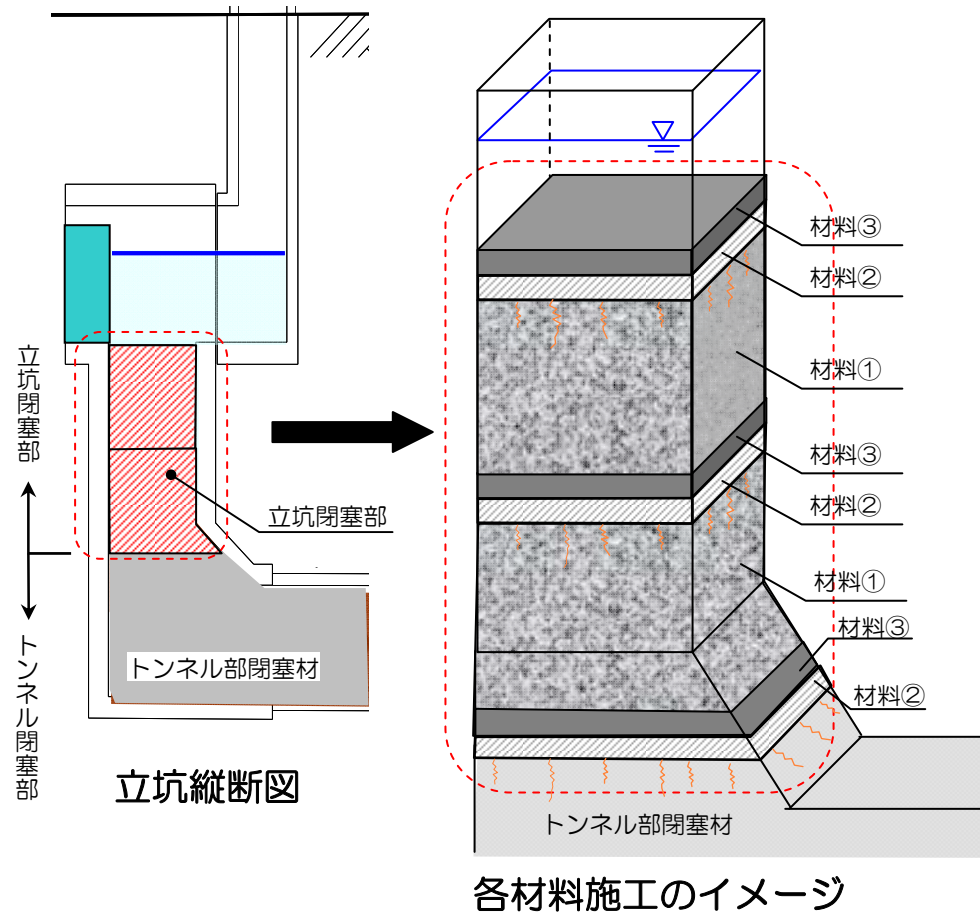 立坑閉塞部
トンネル閉塞部
立坑閉塞部
トンネル部閉塞材
立坑縦断図
材料③
材料②
材料①
材料③
材料②
材料①
材料③
材料②
トンネル部閉塞材
各材料施工のイメージ